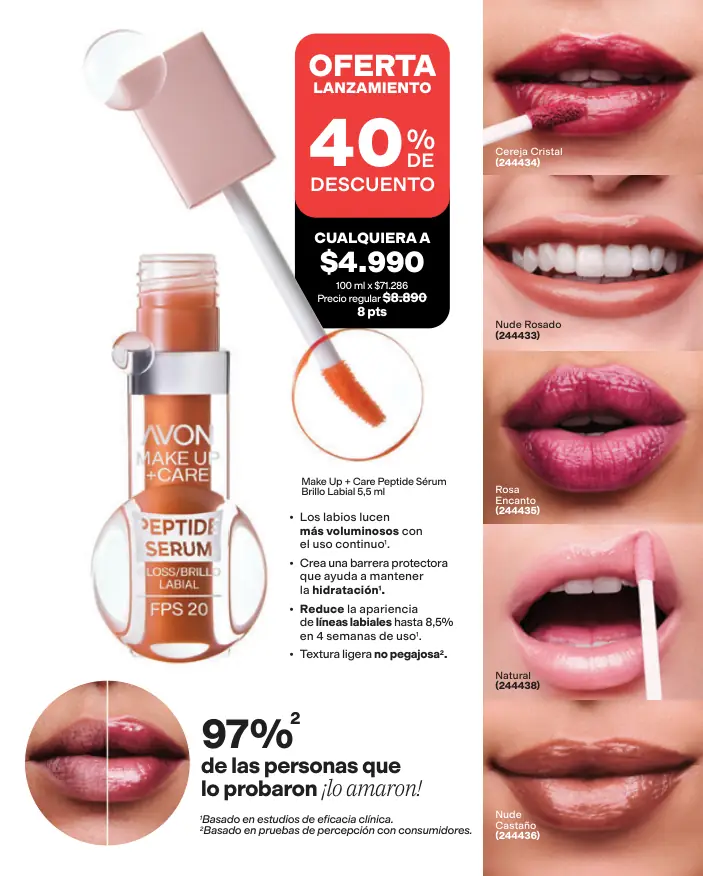 OFERTA
LANZAMIENTO
40%
DE
DESCUENTO
CUALQUIERA A
$4.990
100 ml x $71.286
Precio regular $8.890
8 pts
AVON
MAKE UP
+CARE
PEPTIDE
SERUM
GLOSS/BRILLO
LABIAL
FPS 20
Make Up + Care Peptide Sérum
Brillo Labial 5,5 ml
• Los labios lucen
más voluminosos con
el uso continuo¹.
• Crea una barrera protectora
que ayuda a mantener
la hidratación¹.
• Reduce la apariencia
de líneas labiales hasta 8,5%
en 4 semanas de uso¹.
• Textura ligera no pegajosa².
97%²
de las personas que
lo probaron ¡lo amaron!
¹Basado en estudios de eficacia clínica.
²Basado en pruebas de percepción con consumidores.
Cereja Cristal
(244434)
Nude Rosado
(244433)
Rosa
Encanto
(244435)
Natural
(244438)
Nude
Castaño
(244436)